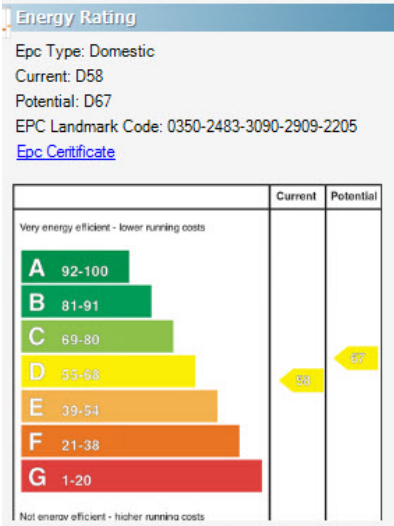 Energy Rating
Epc Type: Domestic
Current: D58
Potential: D67
EPC Landmark Code: 0350-2483-3090-2909-2205
Epc Ceritificate
Current Potential
Very energy efficient - lower running costs
A 92-100
B 81-91
C 69-80
D 55-68
E 39-54
F 21-38
G 1-20
67
58
Not energy efficient - higher running costs